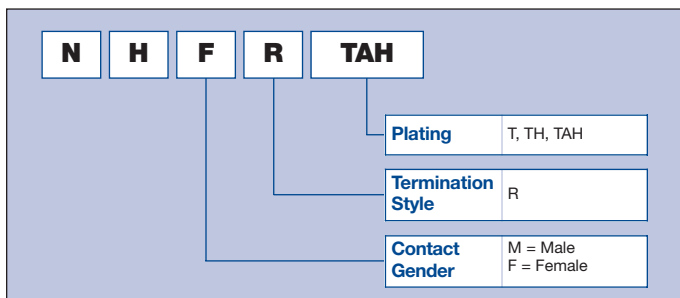 N H F R TAH
Plating T, TH, TAH
Termination
Style R
Contact
Gender M = Male
F = Female